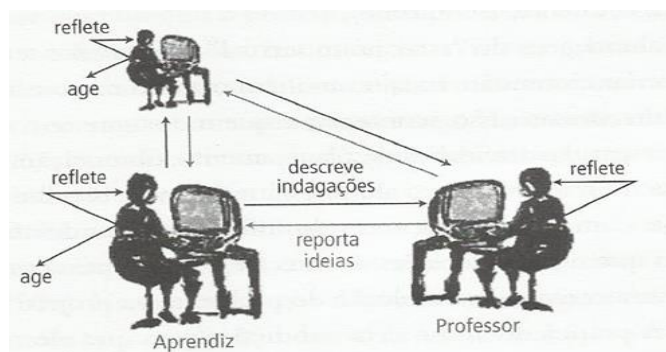 reflete
age
descreve
indagações
reflete
reflete
age
reporta
ideias
Aprendiz
Professor